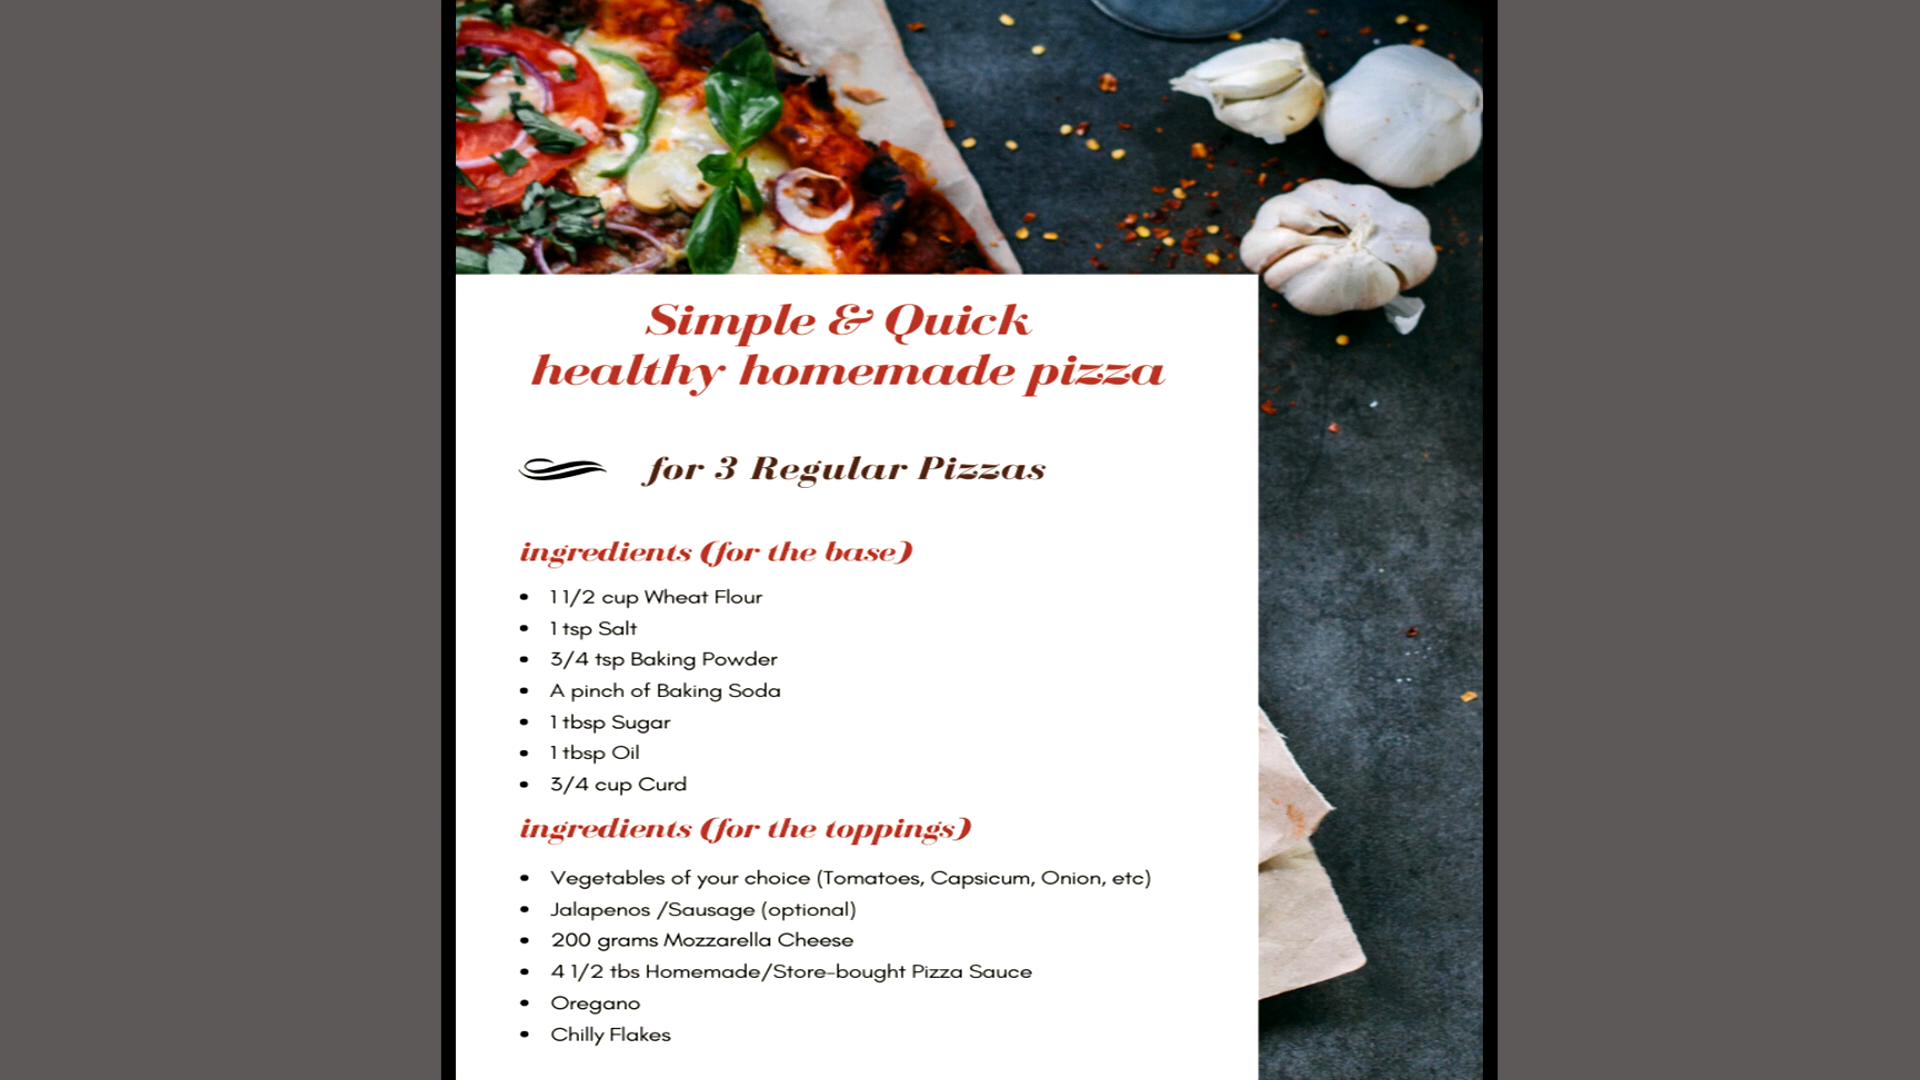 Simple & Quick
healthy homemade pizza
for 3 Regular Pizzas
ingredients (for the base)
• 1 1/2 cup Wheat Flour
• 1 tsp Salt
• 3/4 tsp Baking Powder
• A pinch of Baking Soda
• 1 tbsp Sugar
• 1 tbsp Oil
• 3/4 cup Curd
ingredients (for the toppings)
• Vegetables of your choice (Tomatoes, Capsicum, Onion, etc)
• Jalapenos /Sausage (optional)
• 200 grams Mozzarella Cheese
• 4 1/2 tbs Homemade/Store-bought Pizza Sauce
• Oregano
• Chilly Flakes